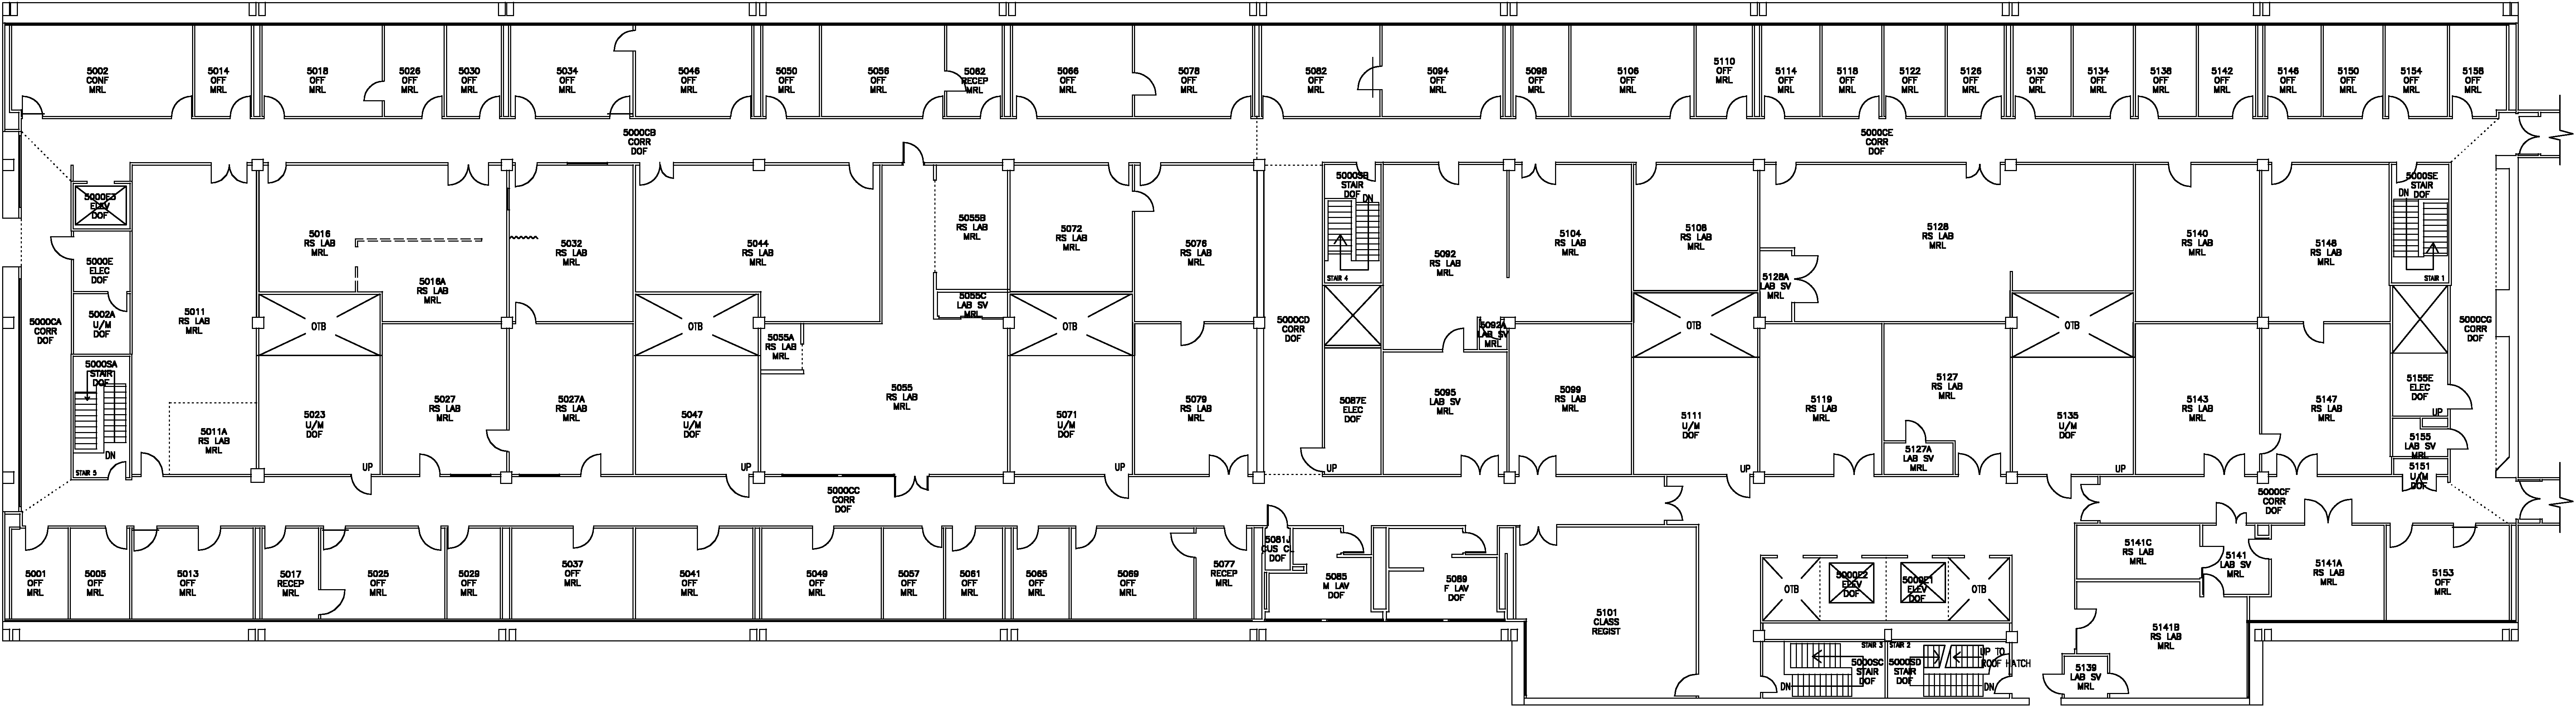 5002
CONF
MRL
5014
OFF
MRL
5018
OFF
MRL
5026
OFF
MRL
5030
OFF
MRL
5034
OFF
MRL
5046
OFF
MRL
5050
OFF
MRL
5056
OFF
MRL
5062
RECEP
MRL
5066
OFF
MRL
5078
OFF
MRL
5082
OFF
MRL
5094
OFF
MRL
5098
OFF
MRL
5106
OFF
MRL
5110
OFF
MRL
5114
OFF
MRL
5118
OFF
MRL
5122
OFF
MRL
5126
OFF
MRL
5130
OFF
MRL
5134
OFF
MRL
5138
OFF
MRL
5142
OFF
MRL
5146
OFF
MRL
5150
OFF
MRL
5154
OFF
MRL
5158
OFF
MRL
5000CB
CORR
DOF
5000CE
CORR
DOF
5000E3
ELEV
DOF
5000E
ELEC
DOF
5002A
U/M
DOF
5000CA
CORR
DOF
5000SA
STAIR
DOF
DN
STAIR 5
5011
RS LAB
MRL
5011A
RS LAB
MRL
5016
RS LAB
MRL
5016A
RS LAB
MRL
OTB
5023
U/M
DOF
UP
5027
RS LAB
MRL
5032
RS LAB
MRL
5027A
RS LAB
MRL
5044
RS LAB
MRL
OTB
5047
U/M
DOF
UP
5055A
RS LAB
MRL
5055
RS LAB
MRL
5055B
RS LAB
MRL
5055C
LAB SV
MRL
5072
RS LAB
MRL
OTB
5071
U/M
DOF
UP
5076
RS LAB
MRL
5079
RS LAB
MRL
5000CD
CORR
DOF
5000SB
STAIR
DOF
DN
STAIR 4
5087E
ELEC
DOF
UP
5092
RS LAB
MRL
5092A
LAB SV
MRL
5095
LAB SV
MRL
5104
RS LAB
MRL
5099
RS LAB
MRL
5108
RS LAB
MRL
OTB
5111
U/M
DOF
UP
5128
RS LAB
MRL
5128A
LAB SV
MRL
5119
RS LAB
MRL
5127
RS LAB
MRL
5127A
LAB SV
MRL
OTB
5135
U/M
DOF
UP
5140
RS LAB
MRL
5143
RS LAB
MRL
5148
RS LAB
MRL
5147
RS LAB
MRL
5000SE
STAIR
DOF
DN
STAIR 1
5155E
ELEC
DOF
UP
5155
LAB SV
MRL
5151
U/M
DOF
5000CG
CORR
DOF
5000CC
CORR
DOF
5000CF
CORR
DOF
5001
OFF
MRL
5005
OFF
MRL
5013
OFF
MRL
5017
RECEP
MRL
5025
OFF
MRL
5029
OFF
MRL
5037
OFF
MRL
5041
OFF
MRL
5049
OFF
MRL
5057
OFF
MRL
5061
OFF
MRL
5065
OFF
MRL
5069
OFF
MRL
5077
RECEP
MRL
5081J
CUS CL
DOF
5085
M LAV
DOF
5089
F LAV
DOF
5101
CLASS
REGIST
OTB
5000E2
ELEV
DOF
5000E1
ELEV
DOF
OTB
STAIR 3
STAIR 2
5000SC
STAIR
DOF
DN
5000SD
STAIR
DOF
DN
UP TO
ROOF HATCH
5141C
RS LAB
MRL
5141
LAB SV
MRL
5141A
RS LAB
MRL
5153
OFF
MRL
5141B
RS LAB
MRL
5139
LAB SV
MRL